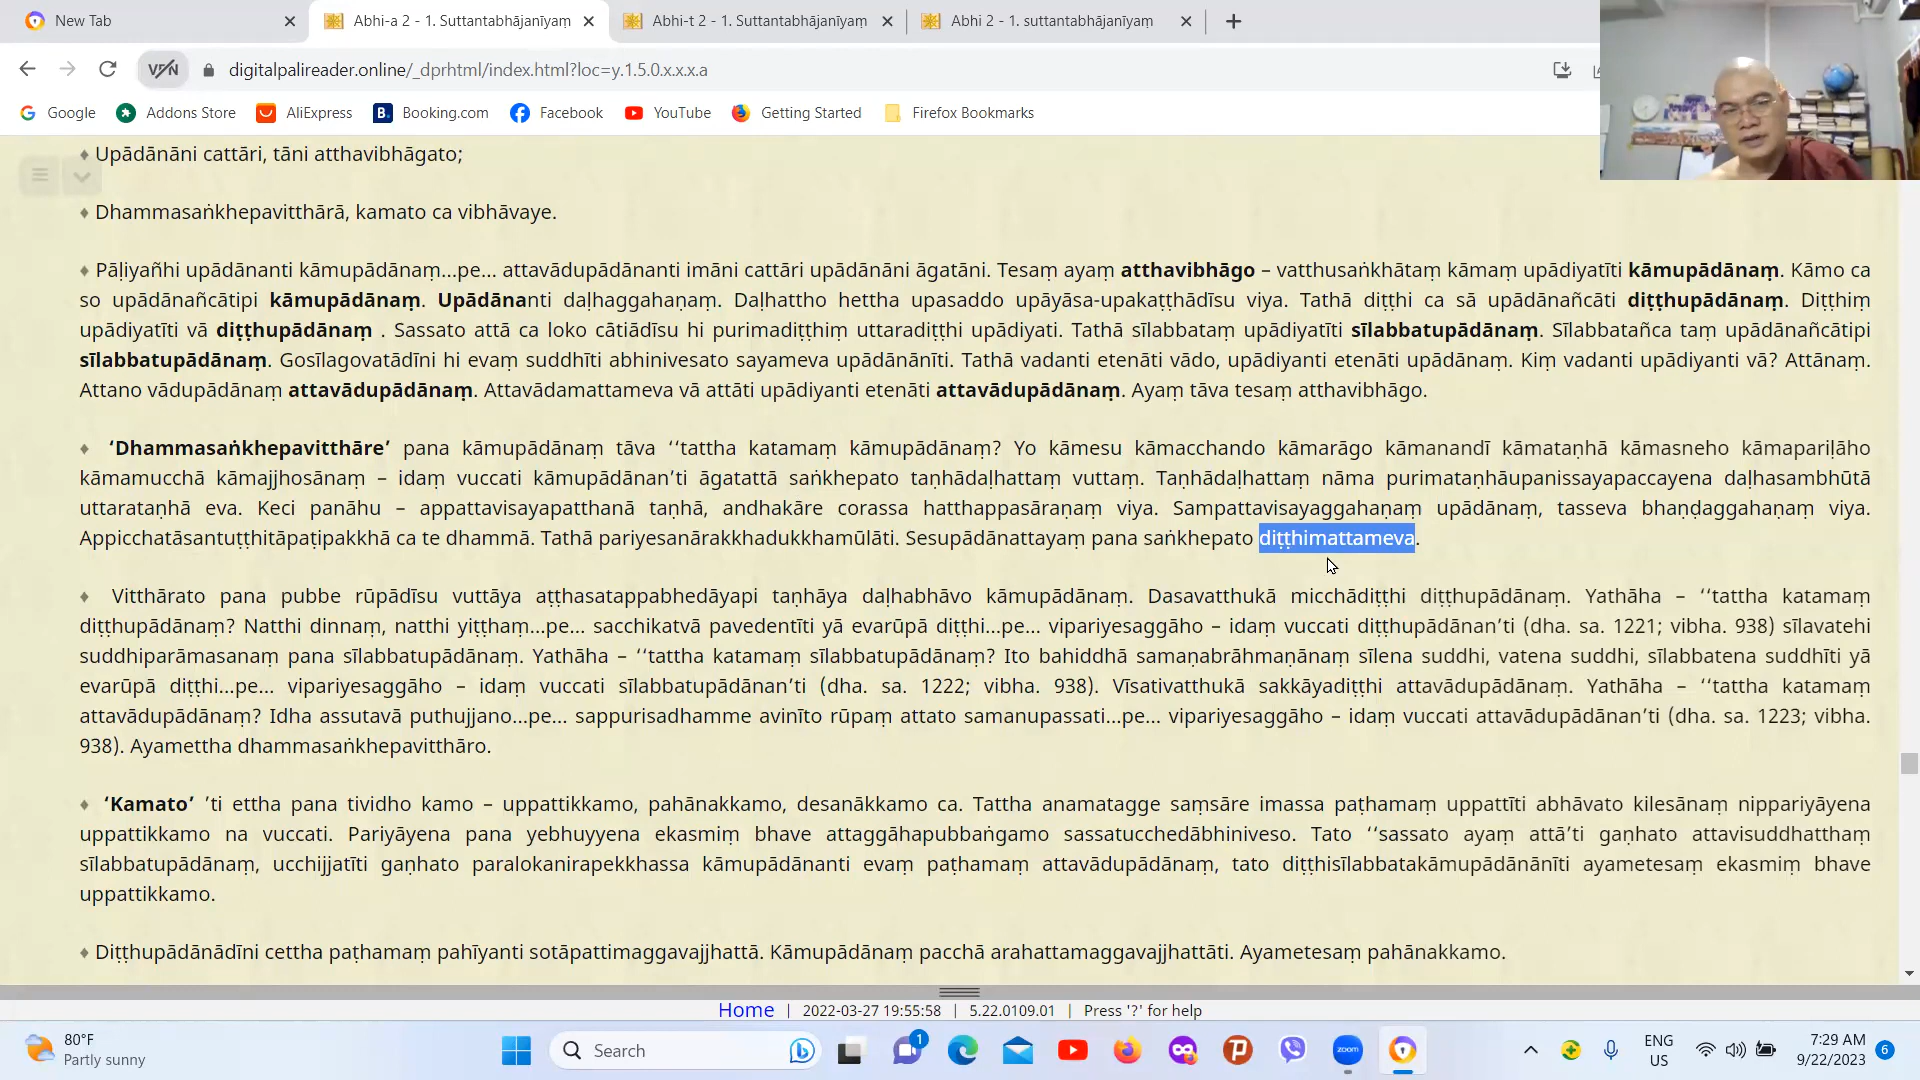 New Tab
Abhi-a 2 - 1. Suttantabhājanīyaṃ
Abhi-t 2 - 1. Suttantabhājanīyaṃ
Abhi 2 - 1. suttantabhājanīyaṃ
VPN
digitalpalireader.online/_dprhtml/index.html?loc=y.1.5.0.x.x.x.a
Google
Addons Store
AliExpress
Booking.com
Facebook
YouTube
Getting Started
Firefox Bookmarks
♦ Upādānāni cattāri, tāni atthavibhāgato;
♦ Dhammasaṅkhepavitthārā, kamato ca vibhāvaye.
♦ Pāḷiyañhi upādānanti kāmupādānaṃ...pe... attavādupādānanti imāni cattāri upādānāni āgatāni. Tesaṃ ayaṃ atthavibhāgo – vatthusaṅkhātaṃ kāmaṃ upādiyatīti kāmupādānaṃ. Kāmo ca
so upādānañcātipi kāmupādānaṃ. Upādānanti daḷhaggahaṇaṃ. Daḷhattho hettha upasaddo upāyāsa-upakaṭṭhādīsu viya. Tathā diṭṭhi ca sā upādānañcāti diṭṭhupādānaṃ. Diṭṭhiṃ
upādiyatīti vā diṭṭhupādānaṃ . Sassato attā ca loko cātiādīsu hi purimadiṭṭhiṃ uttaradiṭṭhi upādiyati. Tathā sīlabbataṃ upādiyatīti sīlabbatupādānaṃ. Sīlabbatañca taṃ upādānañcātipi
sīlabbatupādānaṃ. Gosīlagovatādīni hi evaṃ suddhīti abhinivesato sayameva upādānānīti. Tathā vadanti etenāti vādo, upādiyanti etenāti upādānaṃ. Kiṃ vadanti upādiyanti vā? Attānaṃ.
Attano vādupādānaṃ attavādupādānaṃ. Attavādamattameva vā attāti upādiyanti etenāti attavādupādānaṃ. Ayaṃ tāva tesaṃ atthavibhāgo.
♦ ‘Dhammasaṅkhepavitthāre’ pana kāmupādānaṃ tāva ‘‘tattha katamaṃ kāmupādānaṃ? Yo kāmesu kāmacchando kāmarāgo kāmanandī kāmataṇhā kāmasneho kāmapariḷāho
kāmamucchā kāmajjhosānaṃ – idaṃ vuccati kāmupādānan’ti āgatattā saṅkhepato taṇhādaḷhattaṃ vuttaṃ. Taṇhādaḷhattaṃ nāma purimataṇhāupanissayapaccayena daḷhasambhūtā
uttarataṇhā eva. Keci panāhu – appattavisayapatthanā taṇhā, andhakāre corassa hatthappasāraṇaṃ viya. Sampattavisayaggahaṇaṃ upādānaṃ, tasseva bhaṇḍaggahaṇaṃ viya.
Appicchatāsantuṭṭhitāpaṭipakkhā ca te dhammā. Tathā pariyesanārakkhadukkhamūlāti. Sesupādānattayaṃ pana saṅkhepato diṭṭhimattameva.
♦ Vitthārato pana pubbe rūpādīsu vuttāya aṭṭhasatappabhedāyapi taṇhāya daḷhabhāvo kāmupādānaṃ. Dasavatthukā micchādiṭṭhi diṭṭhupādānaṃ. Yathāha – ‘‘tattha katamaṃ
diṭṭhupādānaṃ? Natthi dinnaṃ, natthi yiṭṭhaṃ...pe... sacchikatvā pavedentīti yā evarūpā diṭṭhi...pe... vipariyesaggāho – idaṃ vuccati diṭṭhupādānan’ti (dha. sa. 1221; vibha. 938) sīlavatehi
suddhiparāmasanaṃ pana sīlabbatupādānaṃ. Yathāha – ‘‘tattha katamaṃ sīlabbatupādānaṃ? Ito bahiddhā samaṇabrāhmaṇānaṃ sīlena suddhi, vatena suddhi, sīlabbatena suddhīti yā
evarūpā diṭṭhi...pe... vipariyesaggāho – idaṃ vuccati sīlabbatupādānan’ti (dha. sa. 1222; vibha. 938). Vīsativatthukā sakkāyadiṭṭhi attavādupādānaṃ. Yathāha – ‘‘tattha katamaṃ
attavādupādānaṃ? Idha assutavā puthujjano...pe... sappurisadhamme avinīto rūpaṃ attato samanupassati...pe... vipariyesaggāho – idaṃ vuccati attavādupādānan’ti (dha. sa. 1223; vibha.
938). Ayamettha dhammasaṅkhepavitthāro.
♦ ‘Kamato’ ’ti ettha pana tividho kamo – uppattikkamo, pahānakkamo, desanākkamo ca. Tattha anamatagge saṃsāre imassa paṭhamaṃ uppattīti abhāvato kilesānaṃ nippariyāyena
uppattikkamo na vuccati. Pariyāyena pana yebhuyyena ekasmiṃ bhave attaggāhapubbaṅgamo sassatucchedābhiniveso. Tato ‘‘sassato ayaṃ attā’ti gaṇhato attavisuddhatthaṃ
sīlabbatupādānaṃ, ucchijjatīti gaṇhato paralokanirapekkhassa kāmupādānanti evaṃ paṭhamaṃ attavādupādānaṃ, tato diṭṭhisīlabbatakāmupādānānīti ayametesaṃ ekasmiṃ bhave
uppattikkamo.
♦ Diṭṭhupādānādīni cettha paṭhamaṃ pahīyanti sotāpattimaggavajjhattā. Kāmupādānaṃ pacchā arahattamaggavajjhattāti. Ayametesaṃ pahānakkamo.
Home | 2022-03-27 19:55:58 | 5.22.0109.01 | Press '?' for help
80°F
Partly sunny
Search
1
zoom
ENG
US
7:29 AM
9/22/2023
6